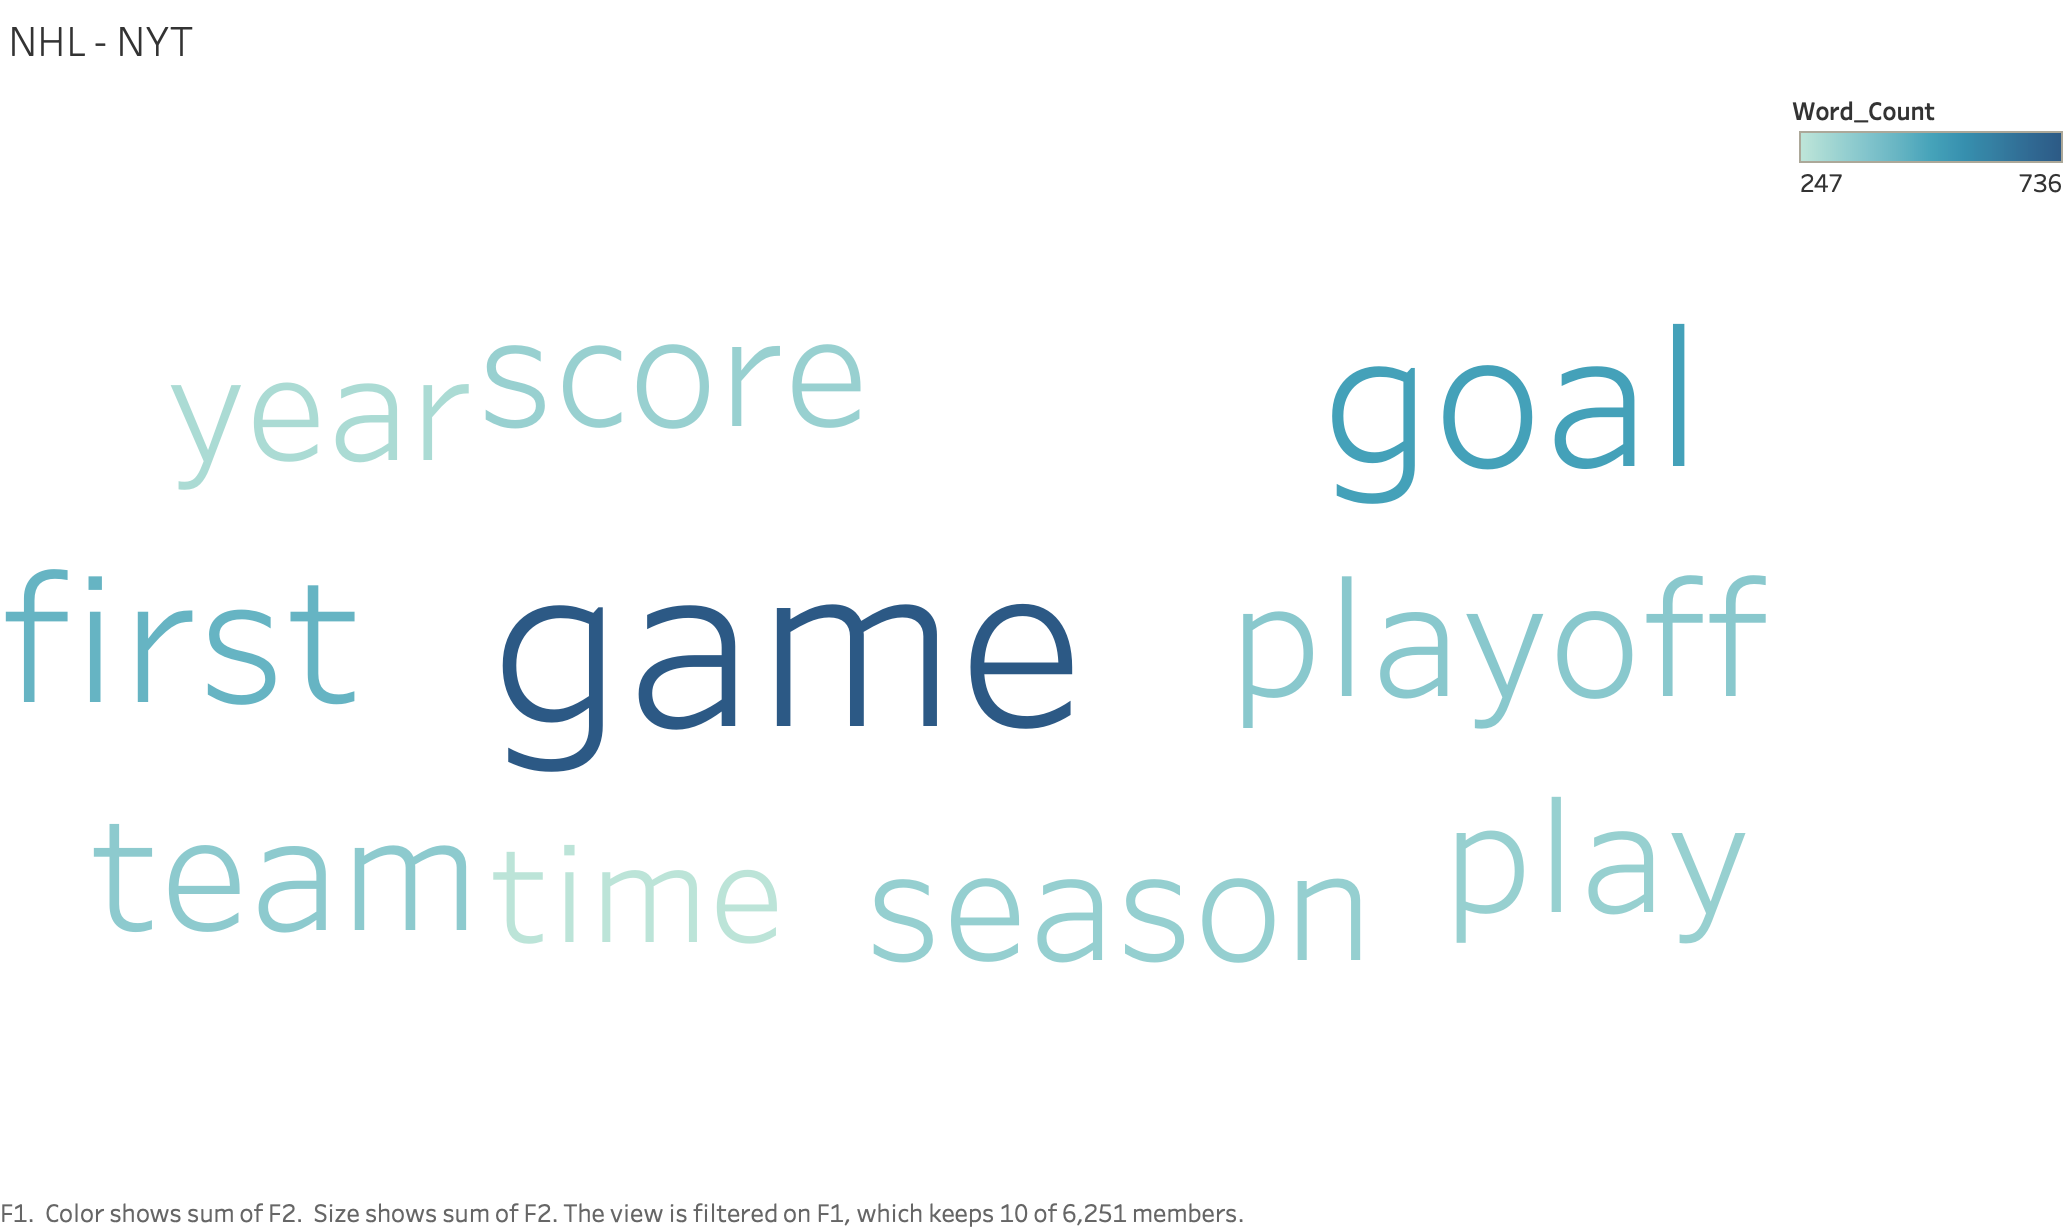 NHL - NYT
Word_Count
247 736
year score goal
first game playoff
team time season play
F1.  Color shows sum of F2.  Size shows sum of F2. The view is filtered on F1, which keeps 10 of 6,251 members.